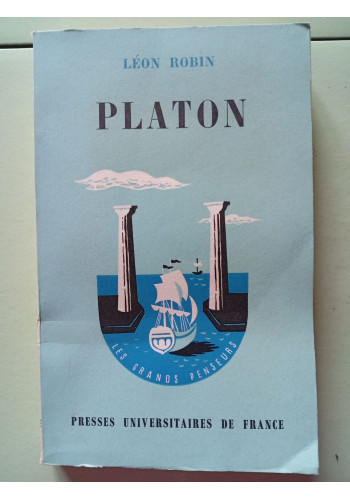 LÉON ROBIN
PLATON
LES GRANDS PENSEURS
PRESSES UNIVERSITAIRES DE FRANCE